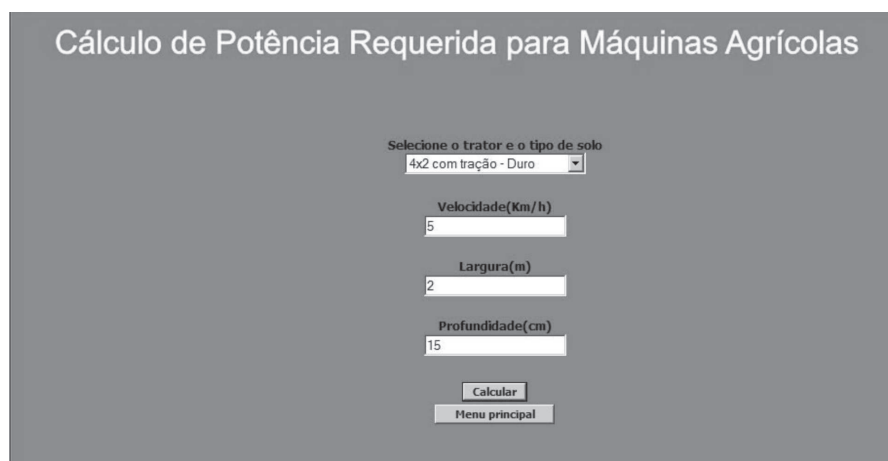 Cálculo de Potência Requerida para Máquinas Agrícolas
Selecione o trator e o tipo de solo
4x2 com tração - Duro
Velocidade(Km/h)
5
Largura(m)
2
Profundidade(cm)
15
Calcular
Menu principal